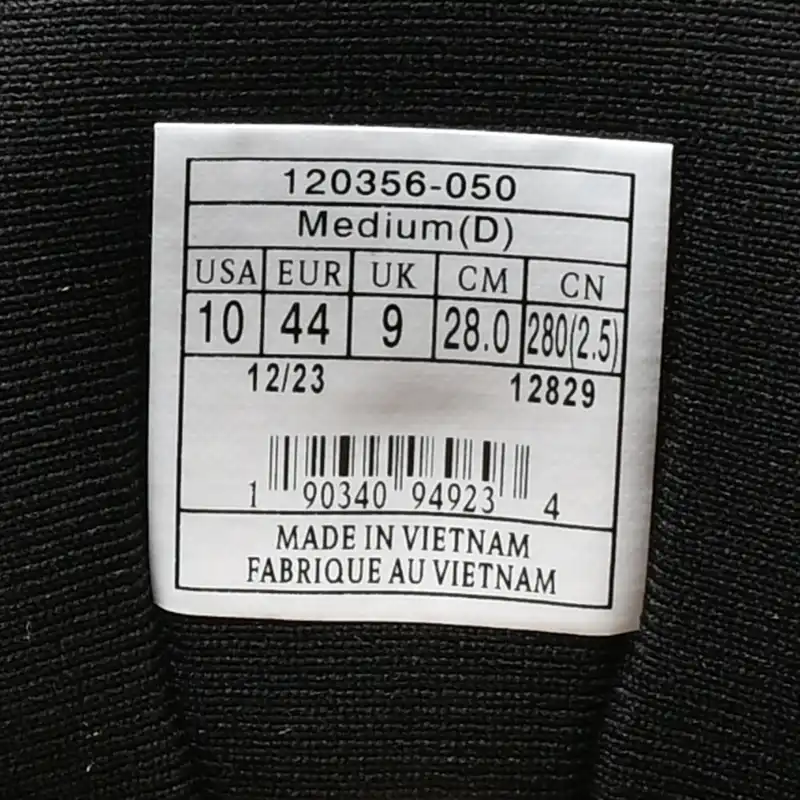 120356-050
Medium(D)
USA EUR UK CM CN
10 44 9 28.0 280(2.5)
12/23 12829
1 90340 94923 4
MADE IN VIETNAM
FABRIQUE AU VIETNAM